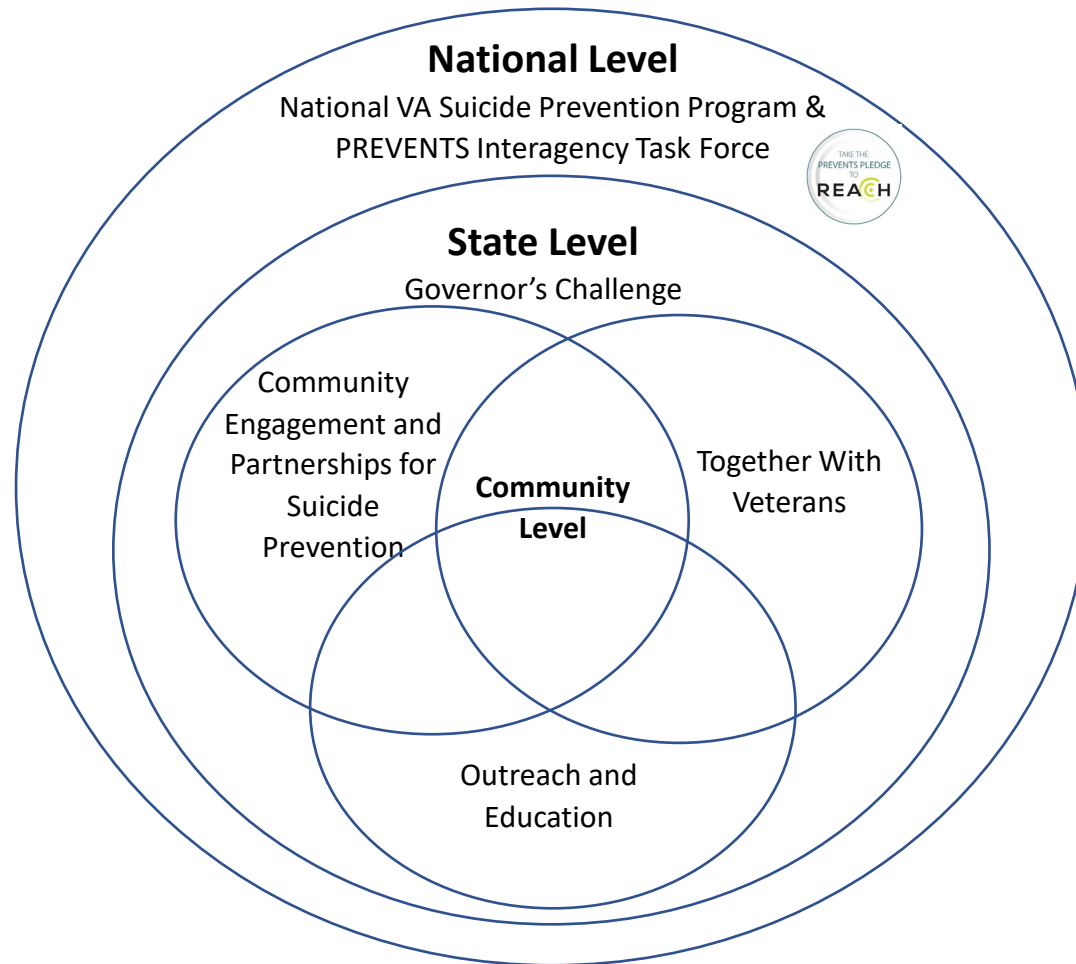 National Level
National VA Suicide Prevention Program &
PREVENTS Interagency Task Force
TAKE THE
PREVENTS PLEDGE
TO
REACH
State Level
Governor’s Challenge
Community
Engagement and
Partnerships for
Suicide
Prevention
Community
Level
Together With
Veterans
Outreach and
Education